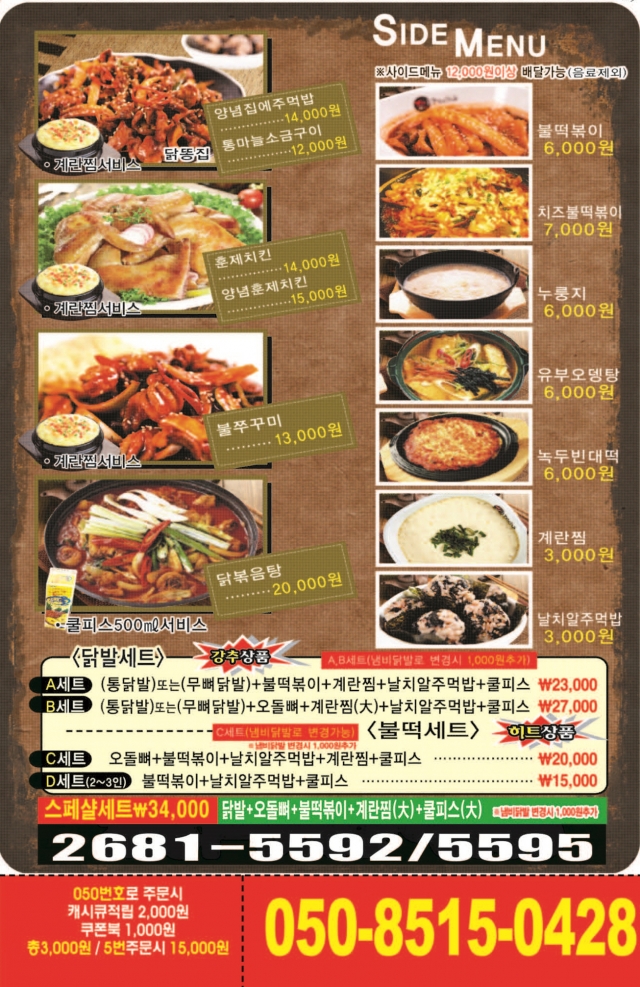 SIDE MENU
※사이드메뉴 12,000원이상 배달가능(음료제외)
양념집에주먹밥
..............14,000원
통마늘소금구이
..............12,000원
닭똥집
계란찜서비스
훈제치킨
..............14,000원
양념훈제치킨
..............15,000원
계란찜서비스
불쭈꾸미
.........13,000원
계란찜서비스
닭볶음탕
.........20,000원
쿨피스500㎖서비스
불떡볶이
6,000원
치즈불떡볶이
7,000원
누룽지
6,000원
유부오뎅탕
6,000원
녹두빈대떡
6,000원
계란찜
3,000원
날치알주먹밥
3,000원
〈닭발세트〉 강추상품 A,B세트(냄비닭발로 변경시 1,000원추가)
A세트 (통닭발)또는(무뼈닭발)+불떡볶이+계란찜+날치알주먹밥+쿨피스 ₩23,000
B세트 (통닭발)또는(무뼈닭발)+오돌뼈+계란찜(大)+날치알주먹밥+쿨피스 ₩27,000
C세트(냄비닭발로 변경가능) 〈불떡세트〉 히트상품
※냄비닭발 변경시 1,000원추가
C세트 오돌뼈+불떡볶이+날치알주먹밥+계란찜+쿨피스 .................. ₩20,000
D세트(2~3인) 불떡볶이+날치알주먹밥+쿨피스 .................. ₩15,000
스페샬세트₩34,000 닭발+오돌뼈+불떡볶이+계란찜(大)+쿨피스(大) ※냄비닭발 변경시 1,000원추가
2681-5592/5595
050번호로 주문시
캐시큐적립 2,000원
쿠폰북 1,000원
총3,000원 / 5번주문시 15,000원
050-8515-0428